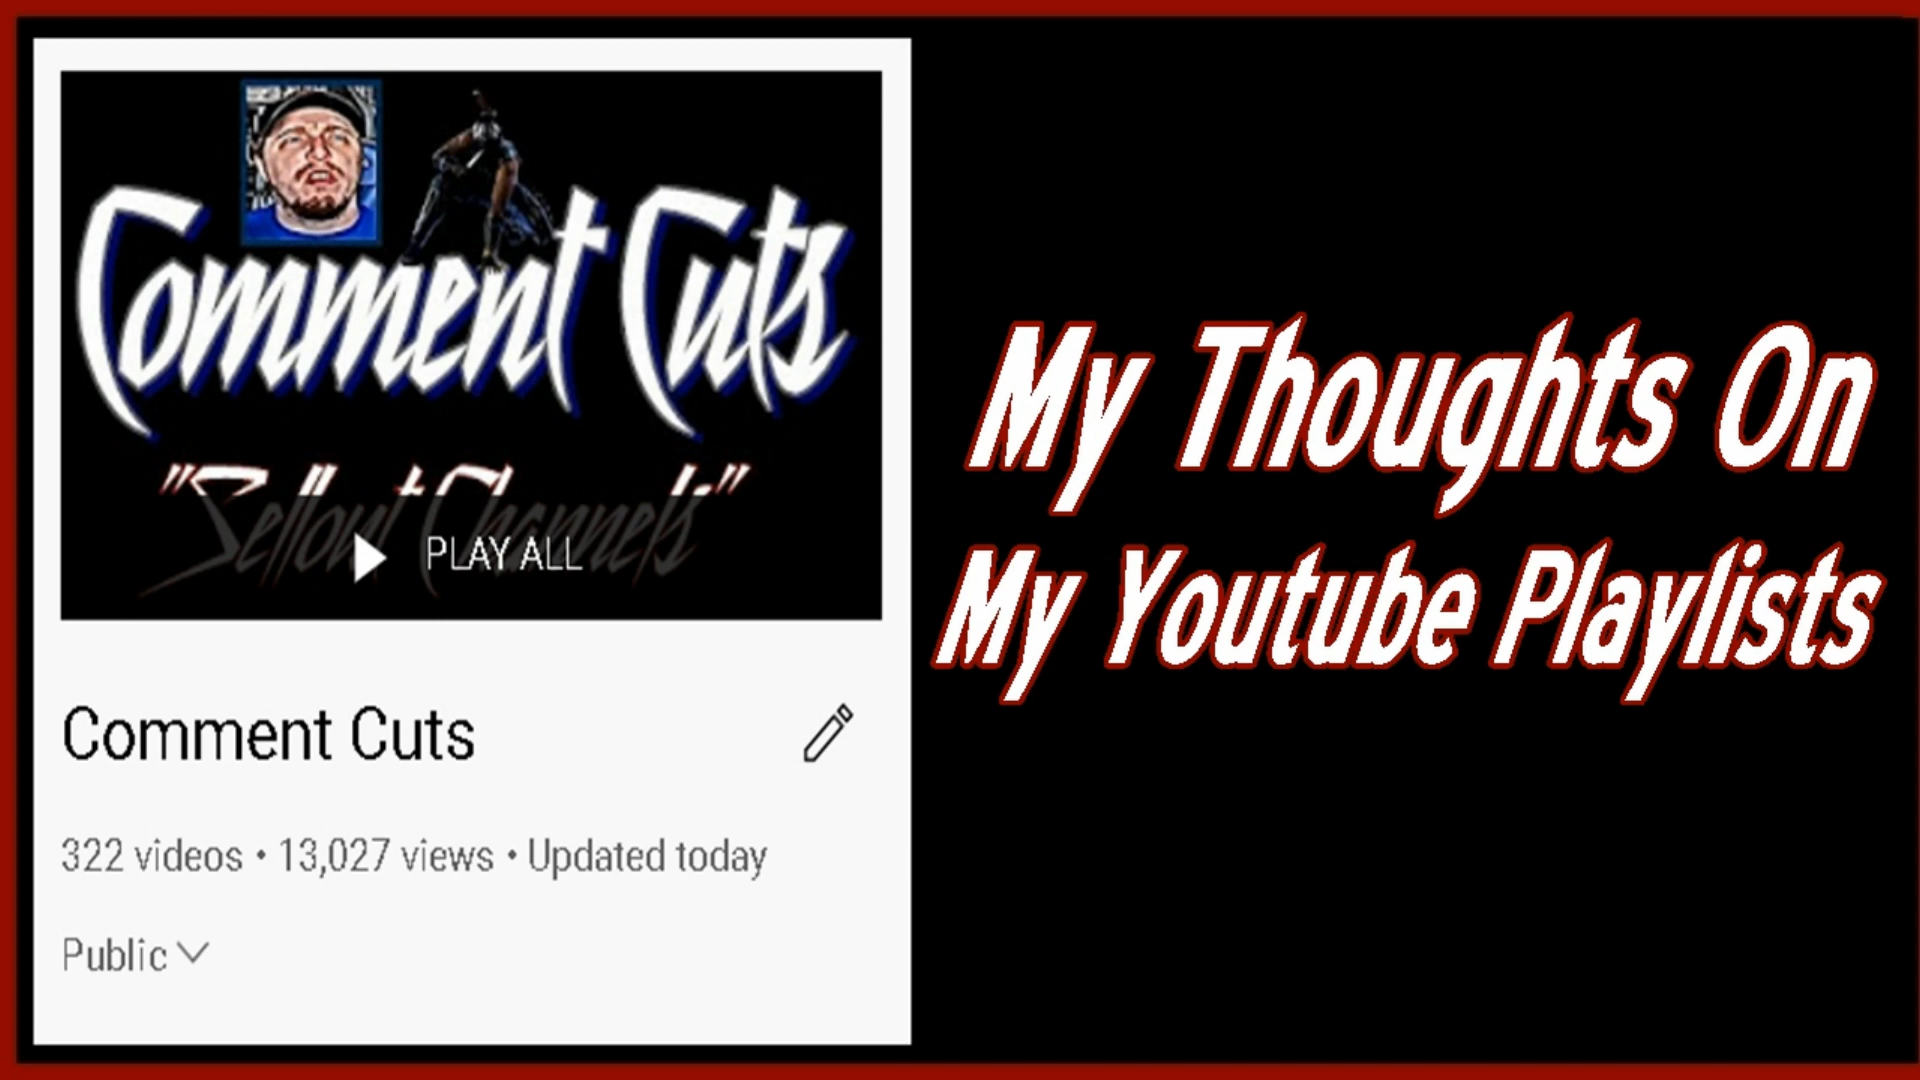 Comment Cuts
"Sellout Channels"
PLAY ALL
Comment Cuts
322 videos • 13,027 views • Updated today
Public
My Thoughts On
My Youtube Playlists